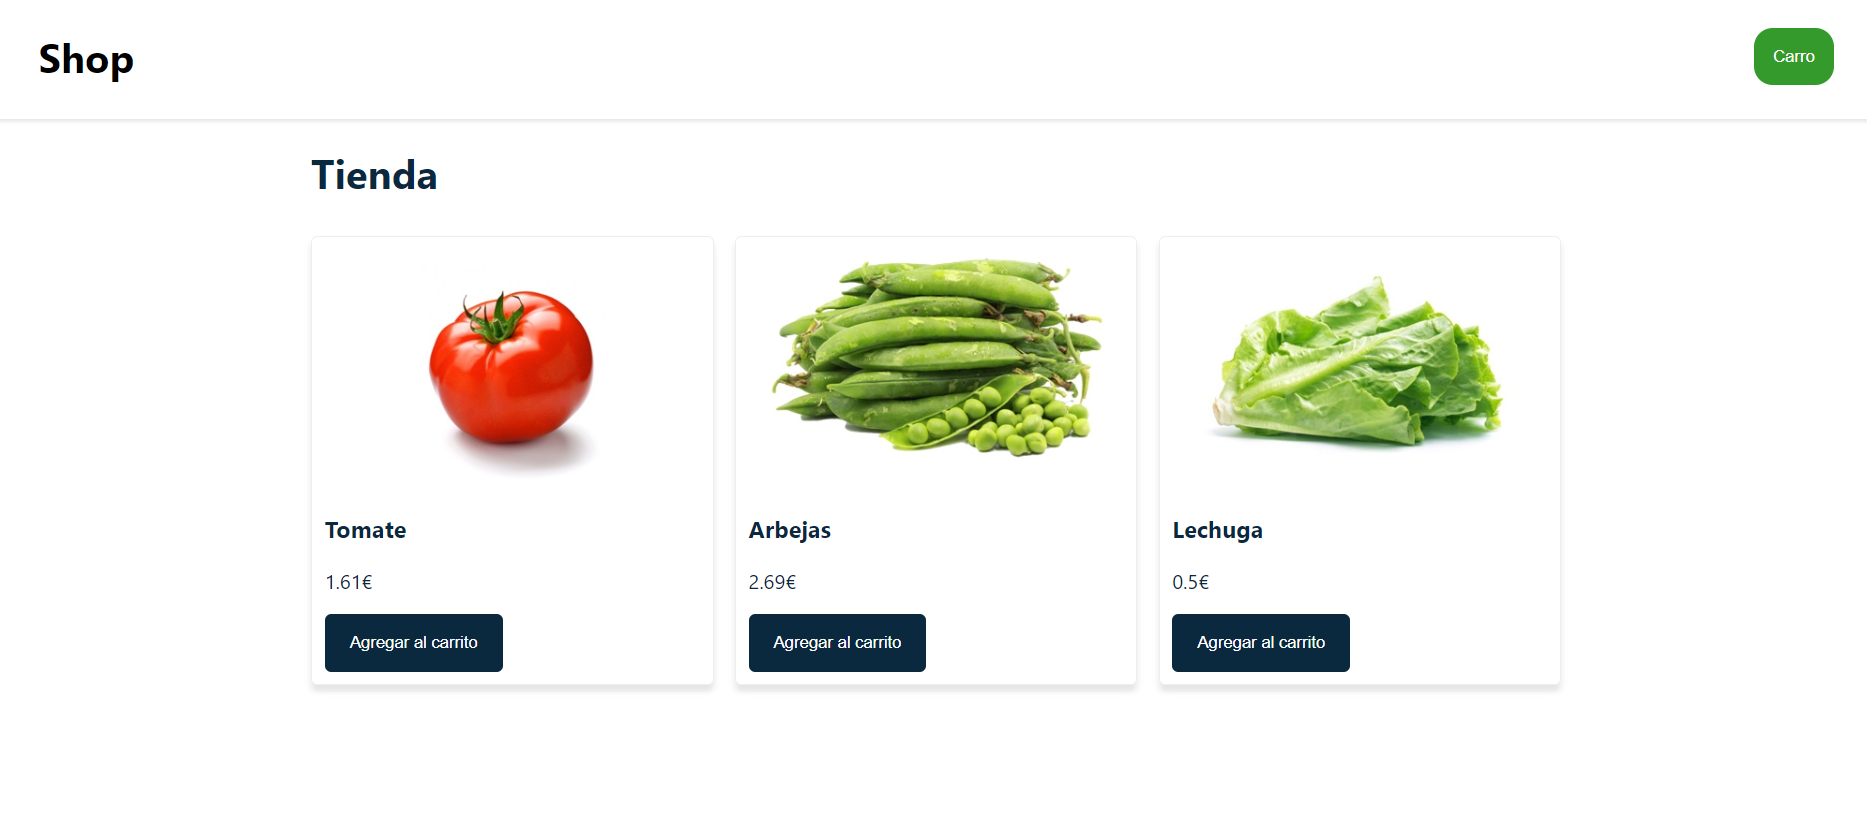 Shop
Carro
Tienda
Tomate
1.61€
Agregar al carrito
Arbejas
2.69€
Agregar al carrito
Lechuga
0.5€
Agregar al carrito